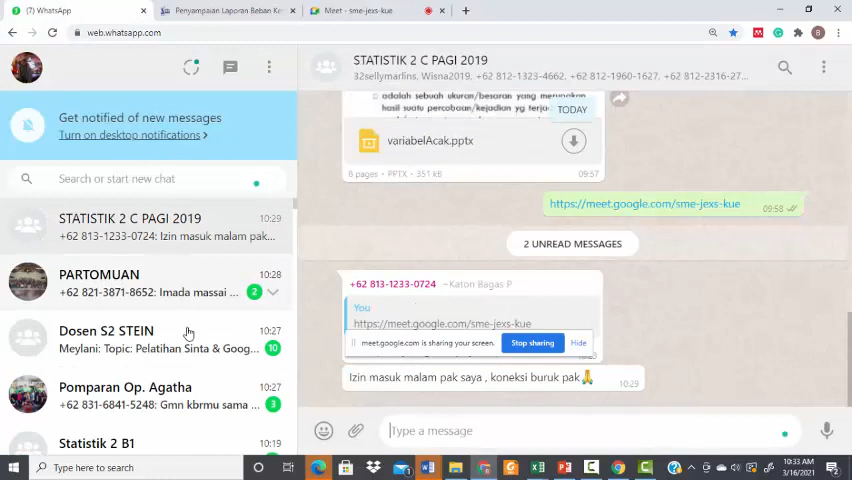 (7) WhatsApp
Penyampaian Laporan Beban Ke
Meet - sme-jexs-kue
web.whatsapp.com
B
Get notified of new messages
Turn on desktop notifications >
Search or start new chat
STATISTIK 2 C PAGI 2019 10:29
+62 813-1233-0724: Izin masuk malam pak...
PARTOMUAN 10:28
+62 821-3871-8652: Imada massai ... 2
Dosen S2 STEIN 10:27
Meylani: Topic: Pelatihan Sinta & Goog... 10
Pomparan Op. Agatha 10:27
+62 831-6841-5248: Gmn kbrmu sama ... 3
Statistik 2 B1 10:19
STATISTIK 2 C PAGI 2019
32sellymarlins, Wisna2019, +62 812-1323-4662, +62 812-1960-1627, +62 812-2316-27...
adalah sebuah ukuran/besaran yang merupakan
hasil suatu percobaan/kejadian yg terjadi
TODAY
variabelAcak.pptx
6 pages • PPTX • 351 kB 09:57
https://meet.google.com/sme-jexs-kue 09:58
2 UNREAD MESSAGES
+62 813-1233-0724 ~Katon Bagas P
You
https://meet.google.com/sme-jexs-kue
meet.google.com is sharing your screen. Stop sharing Hide
Izin masuk malam pak saya , koneksi buruk pak🙏 10:29
Type a message
Type here to search
10:33 AM
3/16/2021